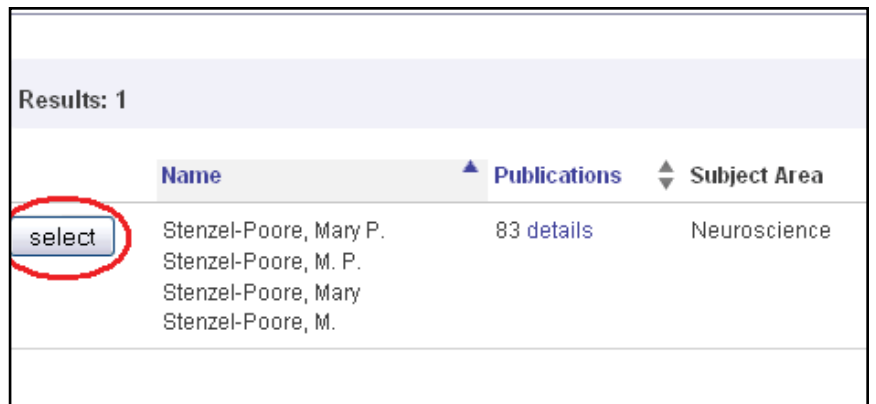 Results: 1
Name Publications Subject Area
select Stenzel-Poore, Mary P. 83 details Neuroscience
Stenzel-Poore, M. P.
Stenzel-Poore, Mary
Stenzel-Poore, M.